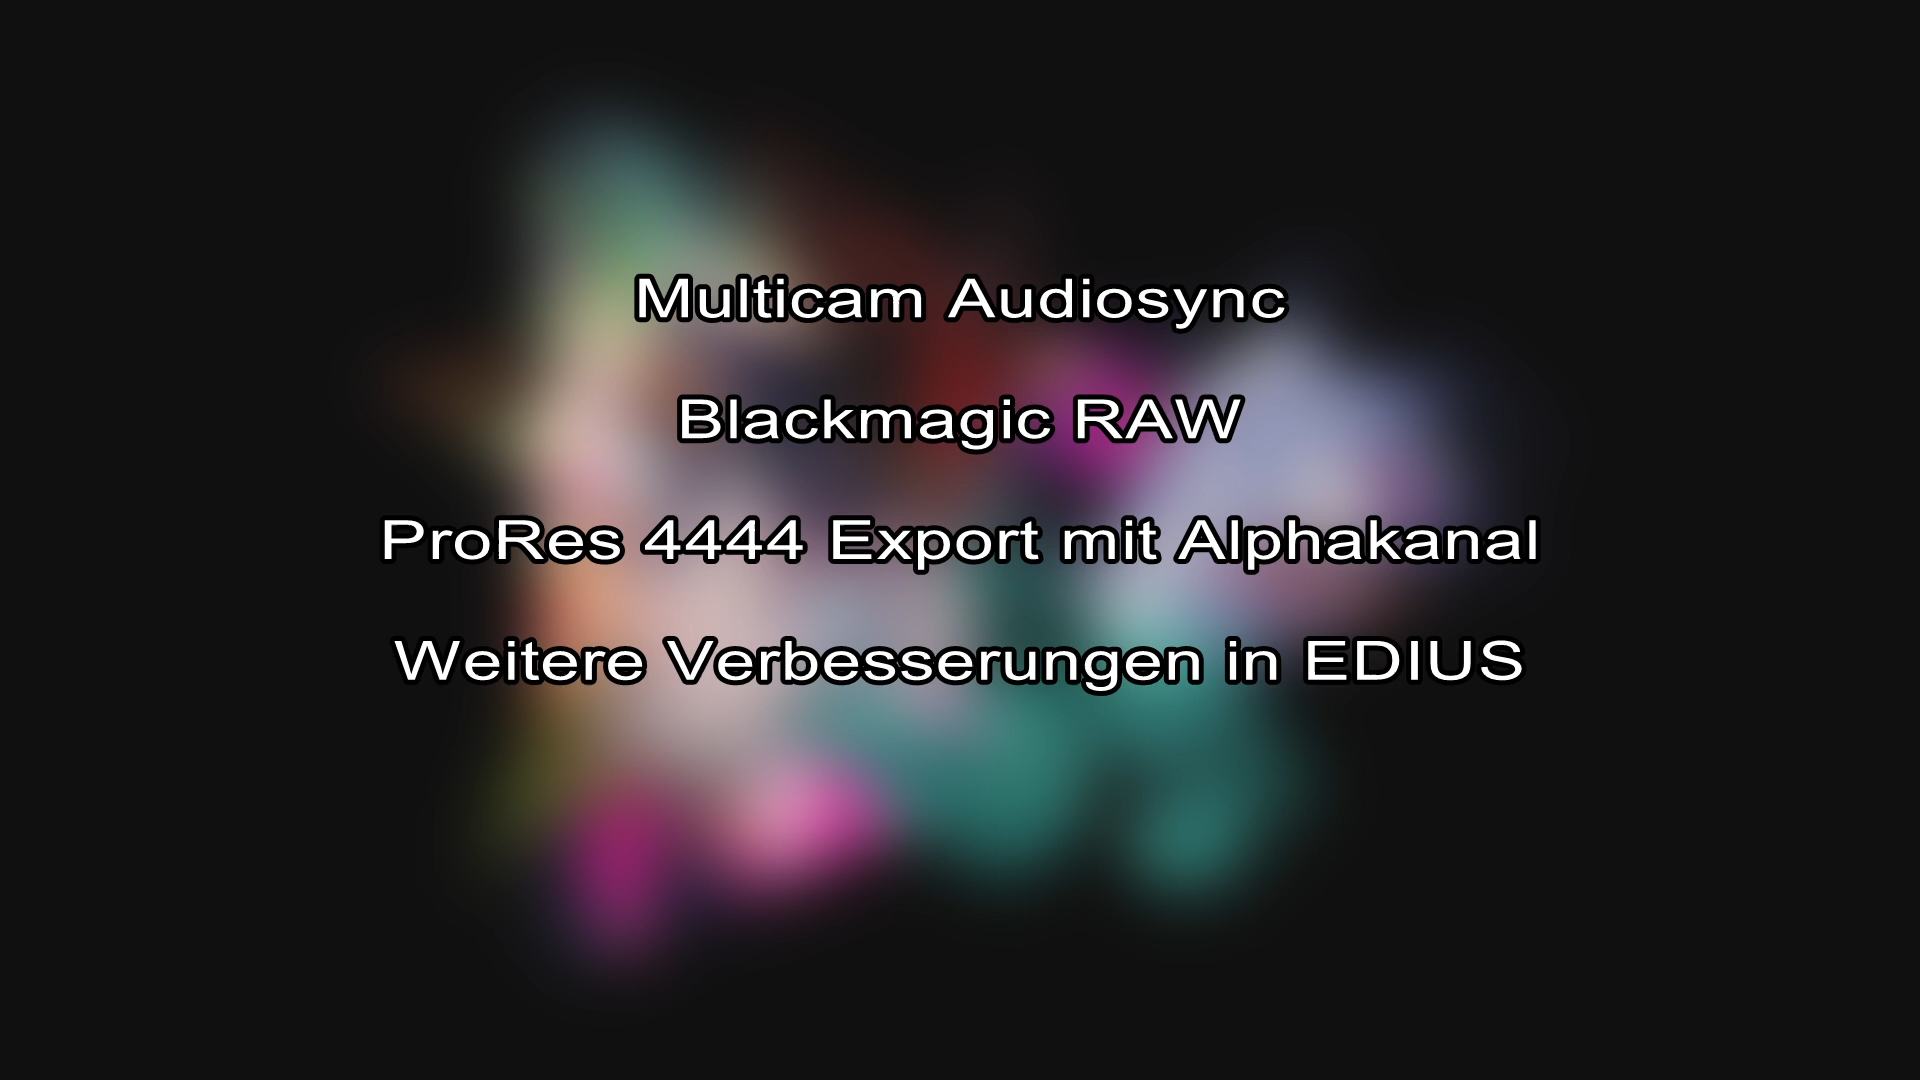 Multicam Audiosync
Blackmagic RAW
ProRes 4444 Export mit Alphakanal
Weitere Verbesserungen in EDIUS